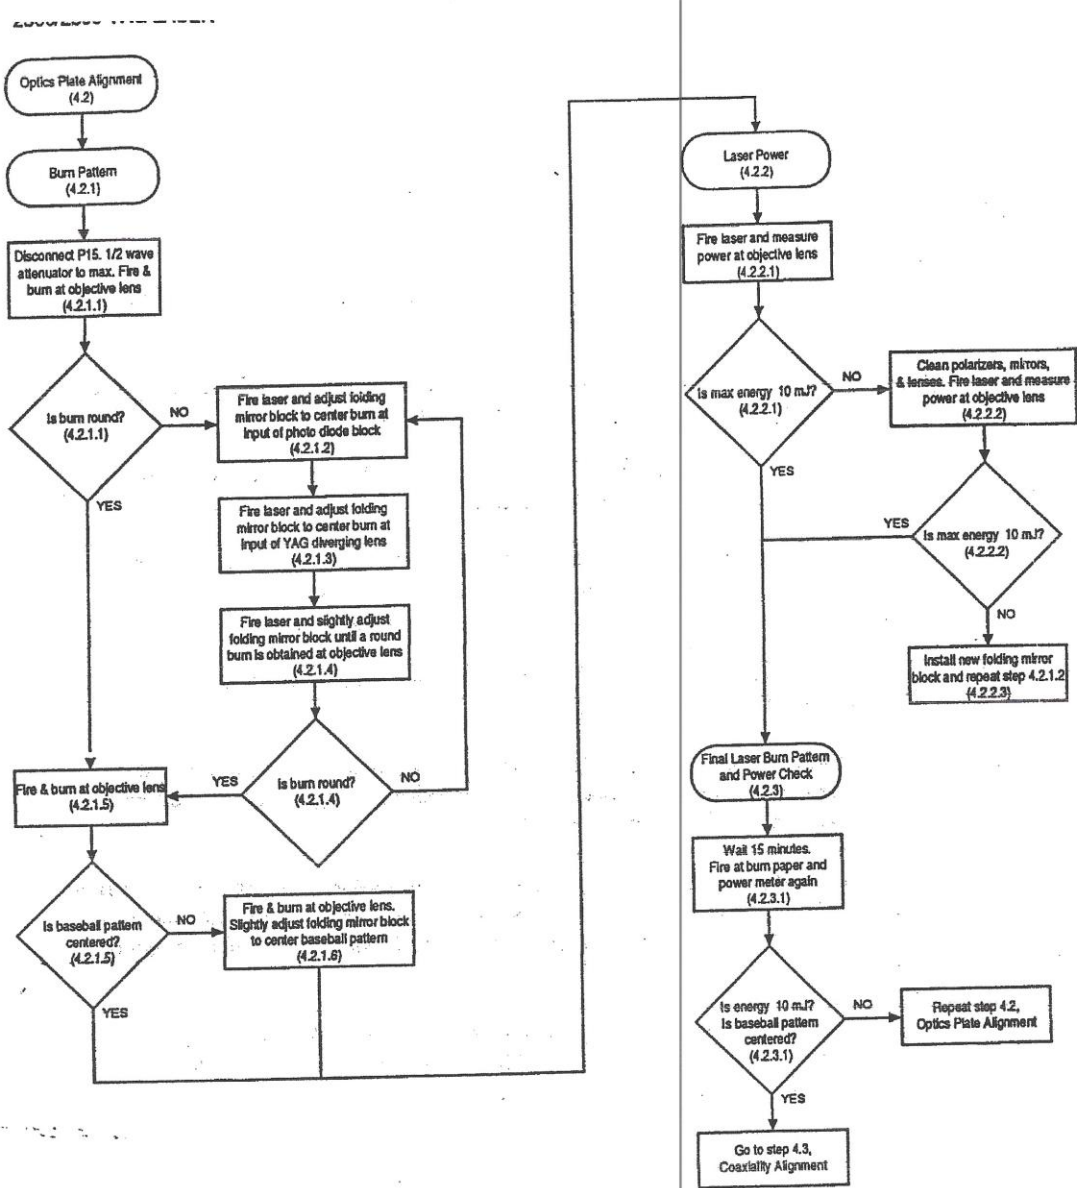 Optics Plate Alignment
(4.2)
Burn Pattern
(4.2.1)
Disconnect P15. 1/2 wave
attenuator to max. Fire &
burn at objective lens
(4.2.1.1)
Is burn round?
(4.2.1.1)
NO
YES
Fire laser and adjust folding
mirror block to center burn at
input of photo diode block
(4.2.1.2)
Fire laser and adjust folding
mirror block to center burn at
input of YAG diverging lens
(4.2.1.3)
Fire laser and slightly adjust
folding mirror block until a round
burn is obtained at objective lens
(4.2.1.4)
Is burn round?
(4.2.1.4)
YES
NO
Fire & burn at objective lens
(4.2.1.5)
Is baseball pattern
centered?
(4.2.1.5)
NO
YES
Fire & burn at objective lens.
Slightly adjust folding mirror block
to center baseball pattern
(4.2.1.6)
Laser Power
(4.2.2)
Fire laser and measure
power at objective lens
(4.2.2.1)
Is max energy 10 mJ?
(4.2.2.1)
NO
YES
Clean polarizers, mirrors,
& lenses. Fire laser and measure
power at objective lens
(4.2.2.2)
Is max energy 10 mJ?
(4.2.2.2)
YES
NO
Install new folding mirror
block and repeat step 4.2.1.2
(4.2.2.3)
Final Laser Burn Pattern
and Power Check
(4.2.3)
Wait 15 minutes.
Fire at burn paper and
power meter again
(4.2.3.1)
Is energy 10 mJ?
Is baseball pattern
centered?
(4.2.3.1)
NO
YES
Repeat step 4.2,
Optics Plate Alignment
Go to step 4.3,
Coaxiality Alignment